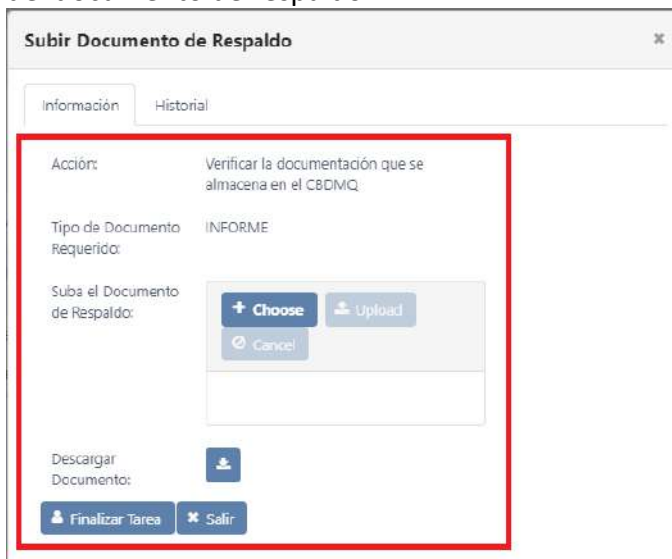 Subir Documento de Respaldo
Información Historial
Acción: Verificar la documentación que se
almacena en el CBDMQ
Tipo de Documento INFORME
Requerido:
Suba el Documento
de Respaldo:
+ Choose Upload
Cancel
Descargar
Documento:
Finalizar Tarea Salir